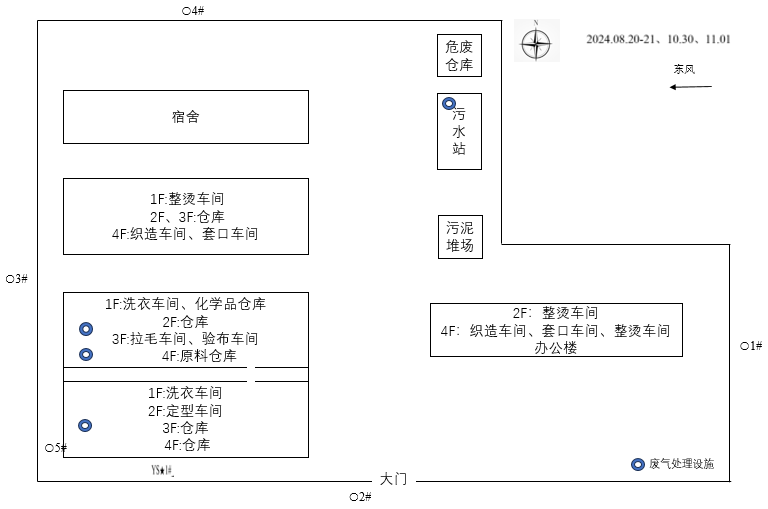 ○4#
N
2024.08.20-21、10.30、11.01
东风
危废
仓库
污
水
站
宿舍
1F:整烫车间
2F、3F:仓库
4F:织造车间、套口车间
污泥
堆场
○3#
1F:洗衣车间、化学品仓库
2F:仓库
3F:拉毛车间、验布车间
4F:原料仓库
2F：整烫车间
4F：织造车间、套口车间、整烫车间
办公楼
○1#
1F:洗衣车间
2F:定型车间
3F:仓库
4F:仓库
○5#
YS★1#
废气处理设施
大门
○2#